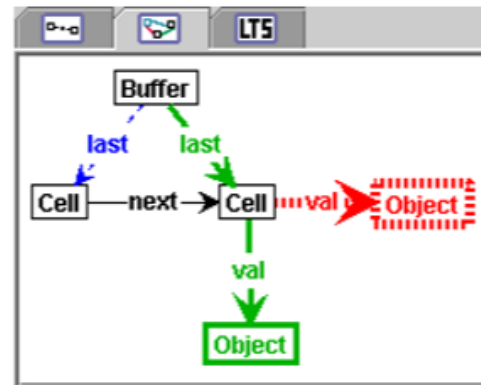 LTS
Buffer
last last
Cell next Cell val Object
val
Object